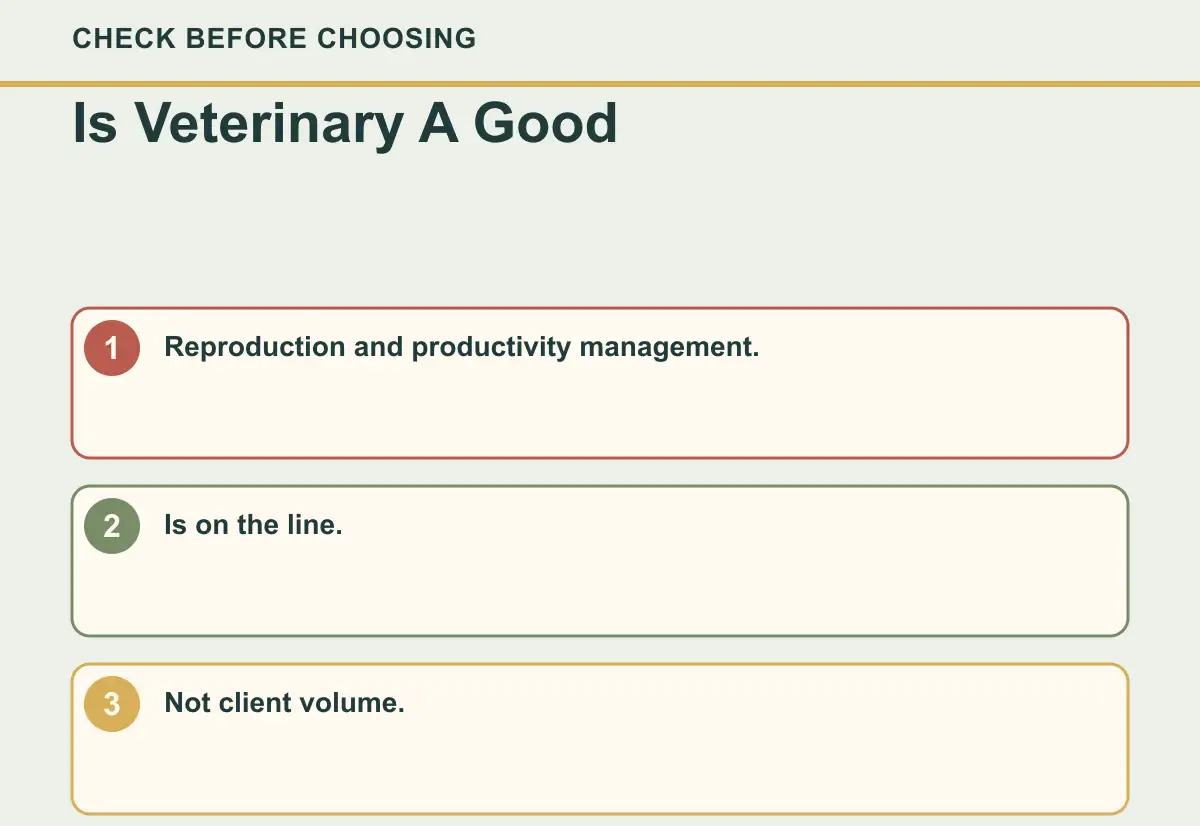 CHECK BEFORE CHOOSING
Is Veterinary A Good
1 Reproduction and productivity management.
2 Is on the line.
3 Not client volume.